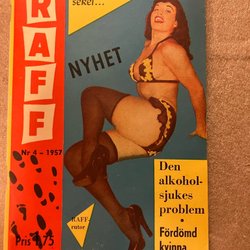 sekel...
RAFF
NYHET
Nr 4 - 1957
Pris 1.75
RAFF-
rutor
Den
alkohol-
sjukes
problem
•
Fördömd
kvinna